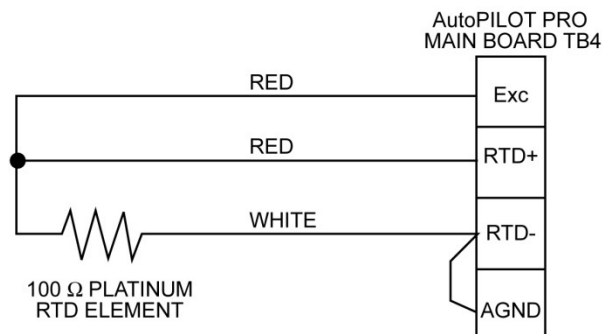 AutoPILOT PRO
MAIN BOARD TB4
RED
Exc
RED
RTD+
WHITE
RTD-
100 Ω PLATINUM
RTD ELEMENT
AGND